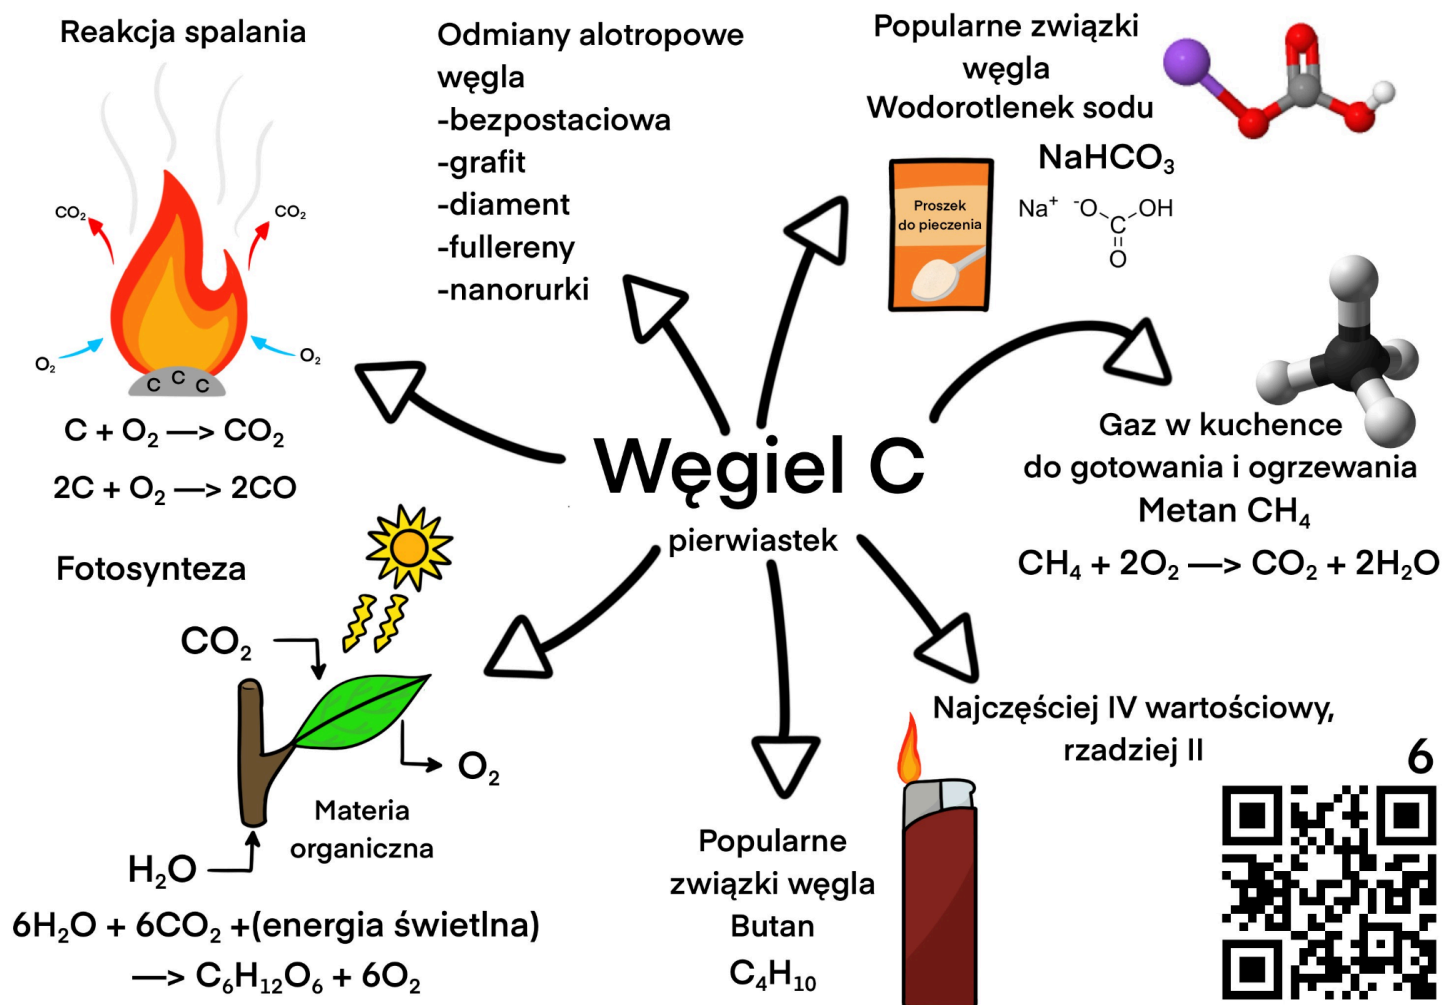 Reakcja spalania
CO₂
CO₂
O₂
O₂
C C C
C + O₂ —> CO₂
2C + O₂ —> 2CO
Odmiany alotropowe
węgla
-bezpostaciowa
-grafit
-diament
-fullereny
-nanorurki
Popularne związki
węgla
Wodorotlenek sodu
NaHCO₃
Proszek
do pieczenia
Na⁺ ⁻O OH
C
O
Gaz w kuchence
do gotowania i ogrzewania
Metan CH₄
CH₄ + 2O₂ —> CO₂ + 2H₂O
Węgiel C
pierwiastek
Fotosynteza
CO₂
O₂
Materia
organiczna
H₂O
6H₂O + 6CO₂ +(energia świetlna)
—> C₆H₁₂O₆ + 6O₂
Popularne
związki węgla
Butan
C₄H₁₀
Najczęściej IV wartościowy,
rzadziej II
6